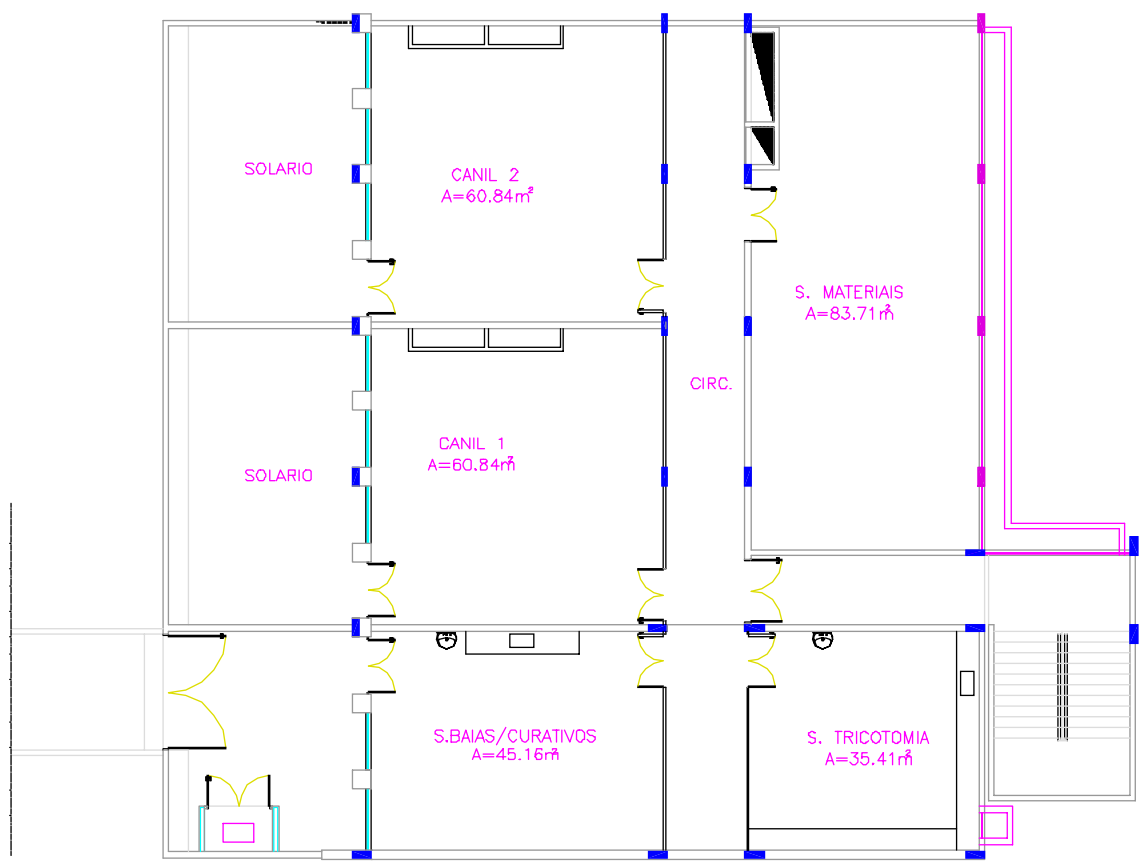 SOLARIO
CANIL 2
A=60.84m²
S. MATERIAIS
A=83.71m²
CIRC.
SOLARIO
CANIL 1
A=60.84m²
S.BAIAS/CURATIVOS
A=45.16m²
S. TRICOTOMIA
A=35.41m²